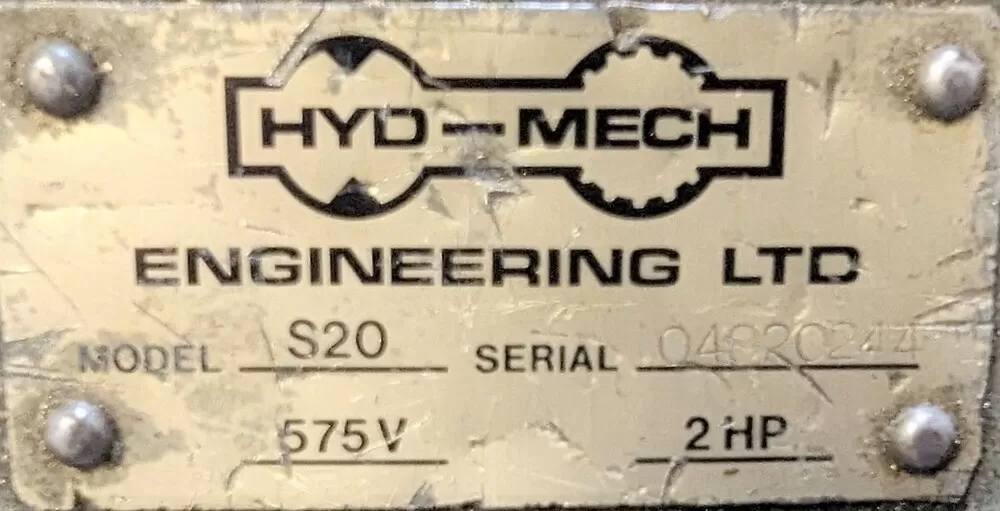 HYD-MECH
ENGINEERING LTD
MODEL S20 SERIAL
575V 2 HP